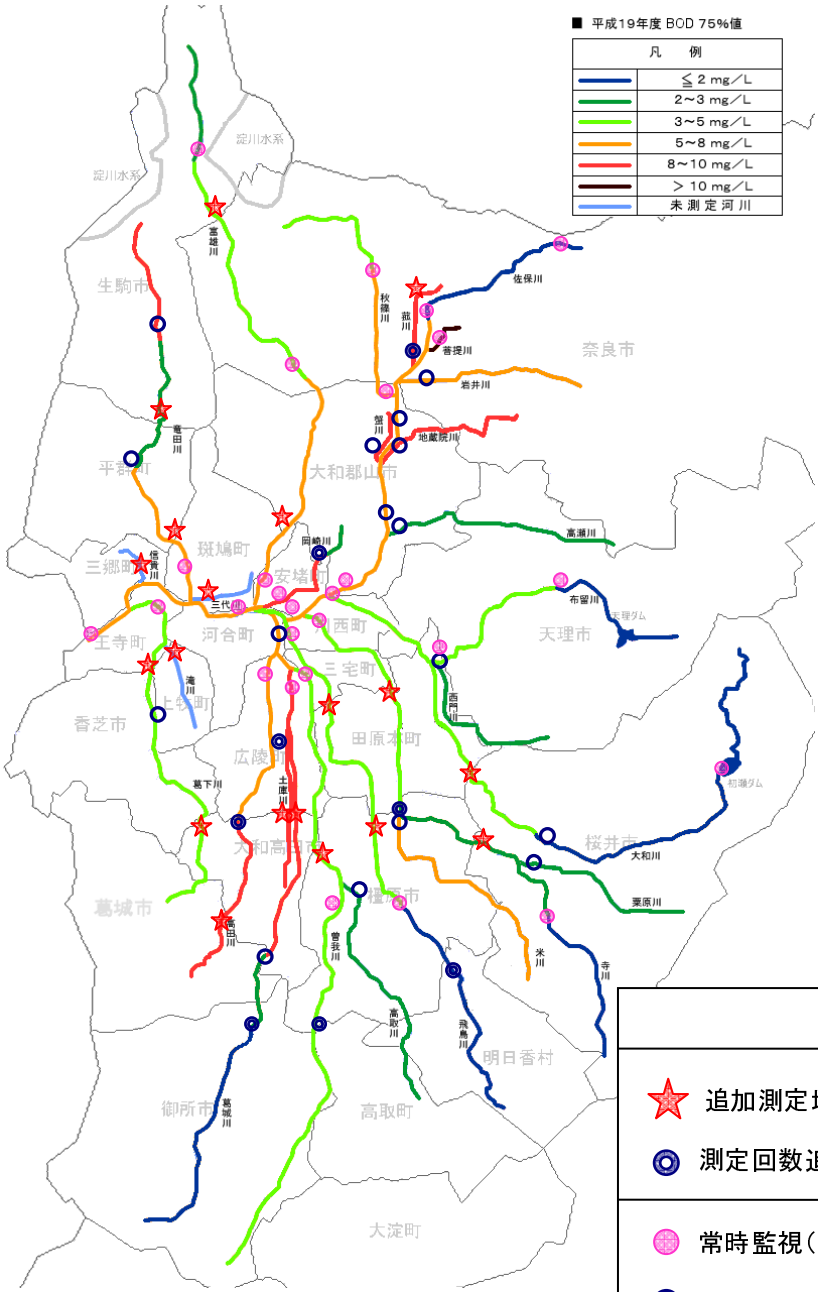 ■ 平成19年度 BOD 75%値
凡 例
≦ 2 mg/L
2~3 mg/L
3~5 mg/L
5~8 mg/L
8~10 mg/L
> 10 mg/L
未測定河川
淀川水系
淀川水系
富雄川
佐保川
生駒市
秋篠川
菰川
菩提川
奈良市
岩井川
竜田川
蟹川
地蔵院川
平群町
大和郡山市
岡崎川
高瀬川
斑鳩町
三郷町
信貴川
安堵町
布留川
天理ダム
三代川
王寺町
河合町
川西町
天理市
三宅町
滝川
上牧町
西門川
香芝市
田原本町
広陵町
初瀬ダム
葛下川
土庫川
大和高田市
桜井市
大和川
葛城市
橿原市
粟原川
高田川
曽我川
米川
寺川
高取川
飛鳥川
明日香村
御所市
葛城川
高取町
大淀町
追加測定
測定回数追
常時監視(